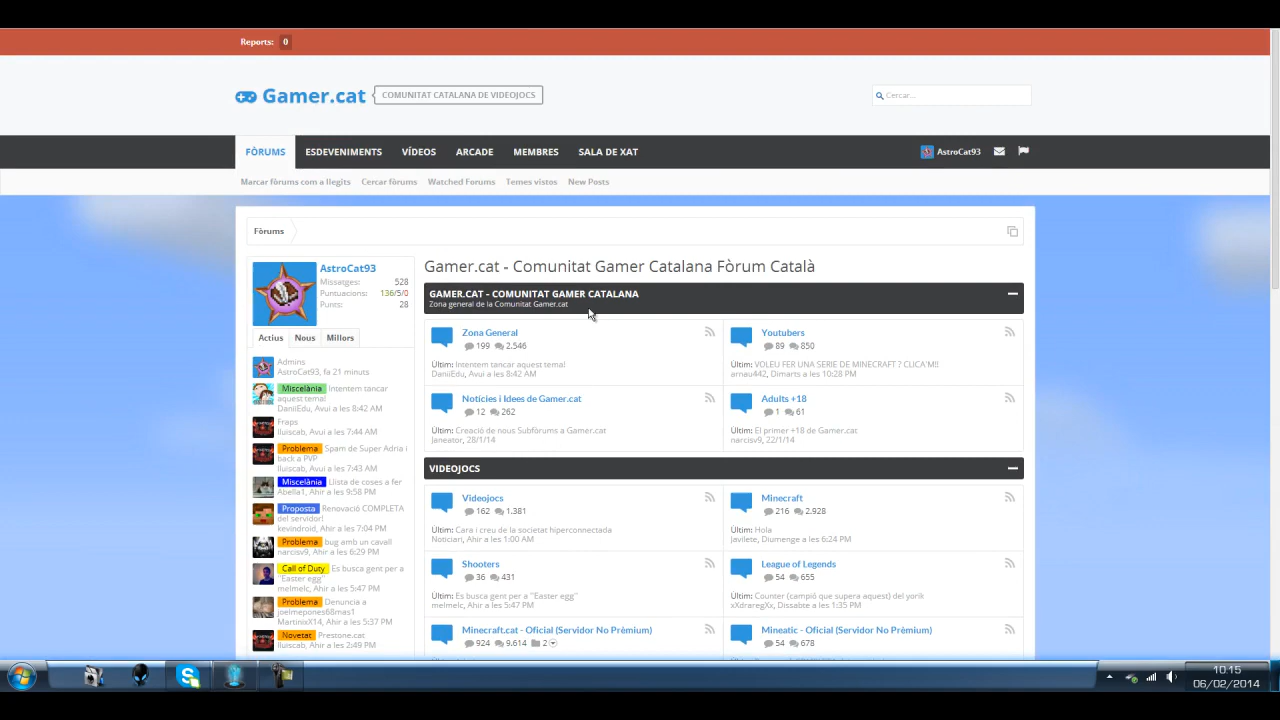 Reports: 0
Gamer.cat COMUNITAT CATALANA DE VIDEOJOCS
Cercar...
FÒRUMS ESDEVENIMENTS VÍDEOS ARCADE MEMBRES SALA DE XAT AstroCat93
Marcar fòrums com a llegits Cercar fòrums Watched Forums Temes vistos New Posts
Fòrums
AstroCat93
Missatges: 528
Puntuacions: 136/5/0
Punts: 28
Actius Nous Millors
Admins
AstroCat93, fa 21 minuts
Miscelània Intentem tancar
aquest tema!
DaniiEdu, Avui a les 8:42 AM
Fraps
lluiscab, Avui a les 7:44 AM
Problema Spam de Super Adria i
back a PVP
lluiscab, Avui a les 7:43 AM
Miscelània Llista de coses a fer
Abella1, Ahir a les 9:58 PM
Proposta Renovació COMPLETA
del servidor!
kevindroid, Ahir a les 7:04 PM
Problema bug amb un cavall
narcisv9, Ahir a les 6:29 PM
Call of Duty Es busca gent per a
"Easter egg"
melmelc, Ahir a les 5:47 PM
Problema Denuncia a
joelmepones68mas1
MartinixX14, Ahir a les 5:37 PM
Novetat Prestone.cat
lluiscab, Ahir a les 2:49 PM
Gamer.cat - Comunitat Gamer Catalana Fòrum Català
GAMER.CAT - COMUNITAT GAMER CATALANA
Zona general de la Comunitat Gamer.cat
Zona General
199 2.546
Últim: Intentem tancar aquest tema!
DaniiEdu, Avui a les 8:42 AM
Youtubers
89 850
Últim: VOLEU FER UNA SERIE DE MINECRAFT ? CLICA'M!!
arnau442, Dimarts a les 10:28 PM
Notícies i Idees de Gamer.cat
12 262
Últim: Creació de nous Subfòrums a Gamer.cat
Janeator, 28/1/14
Adults +18
1 61
Últim: El primer +18 de Gamer.cat
narcisv9, 22/1/14
VIDEOJOCS
Videojocs
162 1.381
Últim: Cara i creu de la societat hiperconnectada
Noticiari, Ahir a les 1:00 AM
Minecraft
216 2.928
Últim: Hola
Javilete, Diumenge a les 6:24 PM
Shooters
36 431
Últim: Es busca gent per a "Easter egg"
melmelc, Ahir a les 5:47 PM
League of Legends
54 655
Últim: Counter (campió que supera aquest) del yorik
xXdraregXx, Dissabte a les 1:35 PM
Minecraft.cat - Oficial (Servidor No Prèmium)
924 9.614 2
Mineatic - Oficial (Servidor No Prèmium)
54 678
10:15
06/02/2014